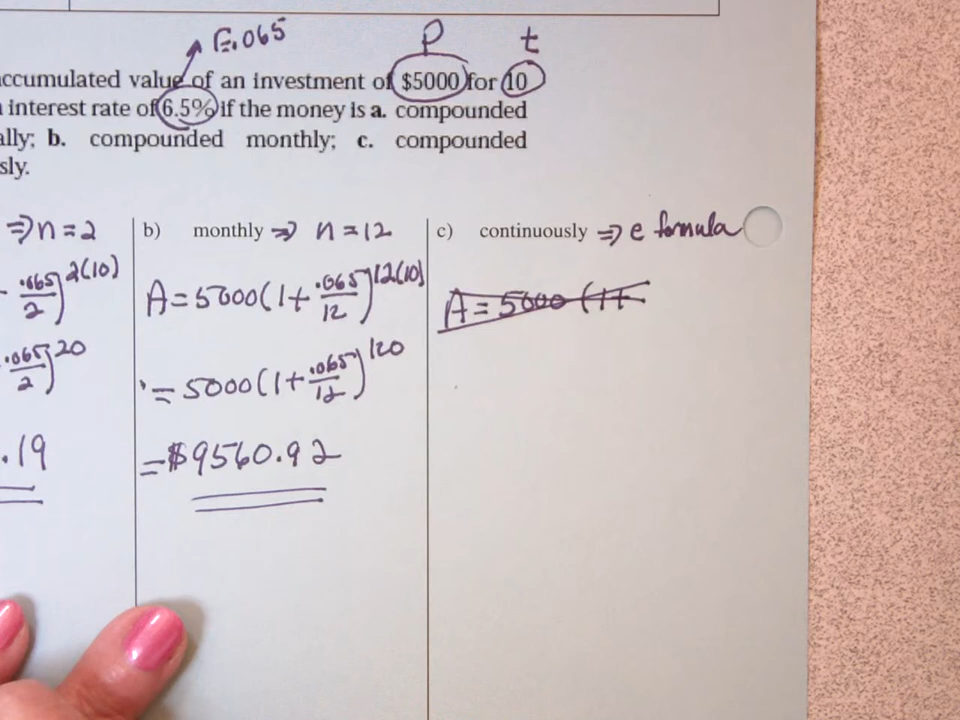 r=.065 P t
ccumulated value of an investment of $5000 for 10
interest rate of 6.5% if the money is a. compounded
ally; b. compounded monthly; c. compounded
sly.
⇒ n=2 b) monthly ⇒ n=12 c) continuously ⇒ e formula
.065/2)^2(10) A=5000(1+.065/12)^12(10) A=5000(1+
.065/2)^20 =5000(1+.065/12)^120
.19 =$9560.92